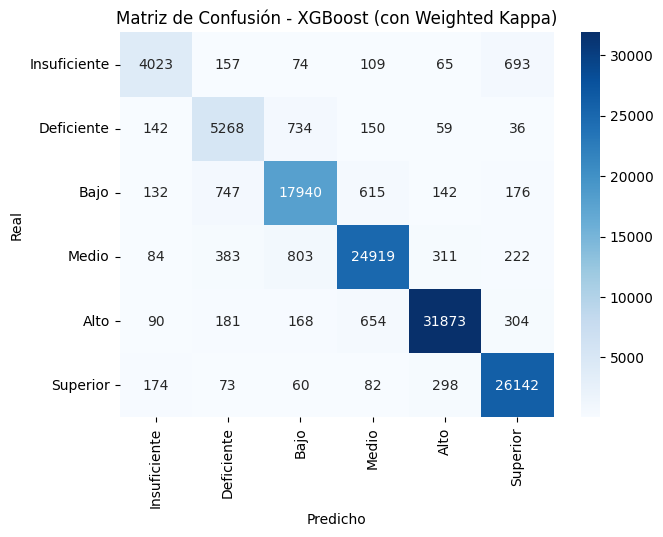 Matriz de Confusión - XGBoost (con Weighted Kappa)
Real
Insuficiente 4023 157 74 109 65 693
Deficiente 142 5268 734 150 59 36
Bajo 132 747 17940 615 142 176
Medio 84 383 803 24919 311 222
Alto 90 181 168 654 31873 304
Superior 174 73 60 82 298 26142
Insuficiente Deficiente Bajo Medio Alto Superior
Predicho
30000
25000
20000
15000
10000
5000